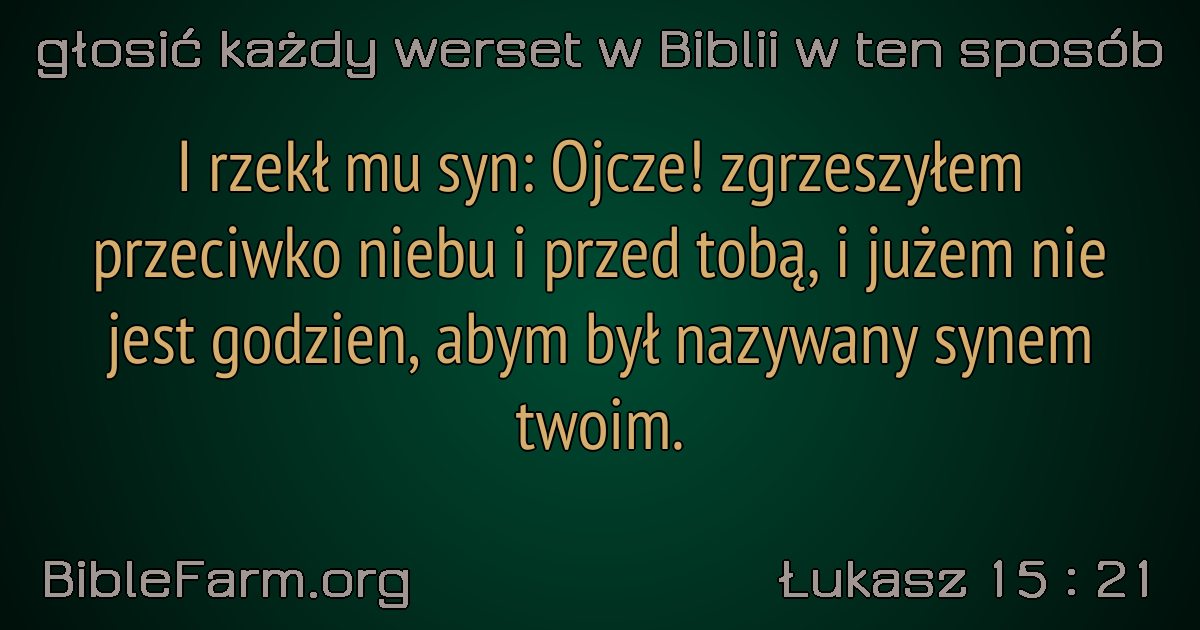 głosić każdy werset w Biblii w ten sposób
I rzekł mu syn: Ojcze! zgrzeszyłem
przeciwko niebu i przed tobą, i jużem nie
jest godzien, abym był nazywany synem
twoim.
BibleFarm.org
Łukasz 15 : 21